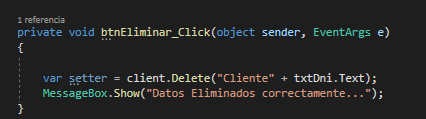 1 referencia
private void btnEliminar_Click(object sender, EventArgs e)
{
var setter = client.Delete("Cliente" + txtDni.Text);
MessageBox.Show("Datos Eliminados correctamente...");
}